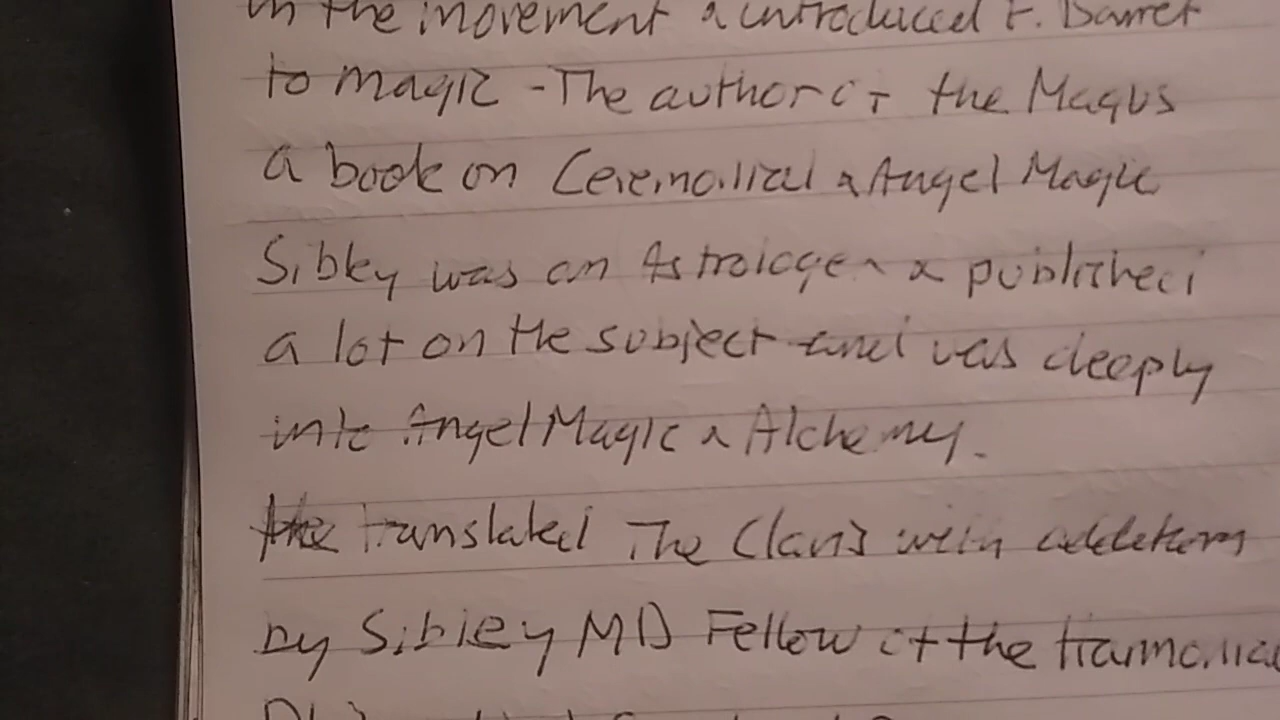 in the movement & introduced F. Barret
to magic - The author of the Magus
a book on Ceremonial & Angel Magic
Sibley was an Astrologer & published
a lot on the subject and was deeply
into Angel Magic & Alchemy.
He translated The Clavis with additions
by Sibley MD Fellow of the Harmonial